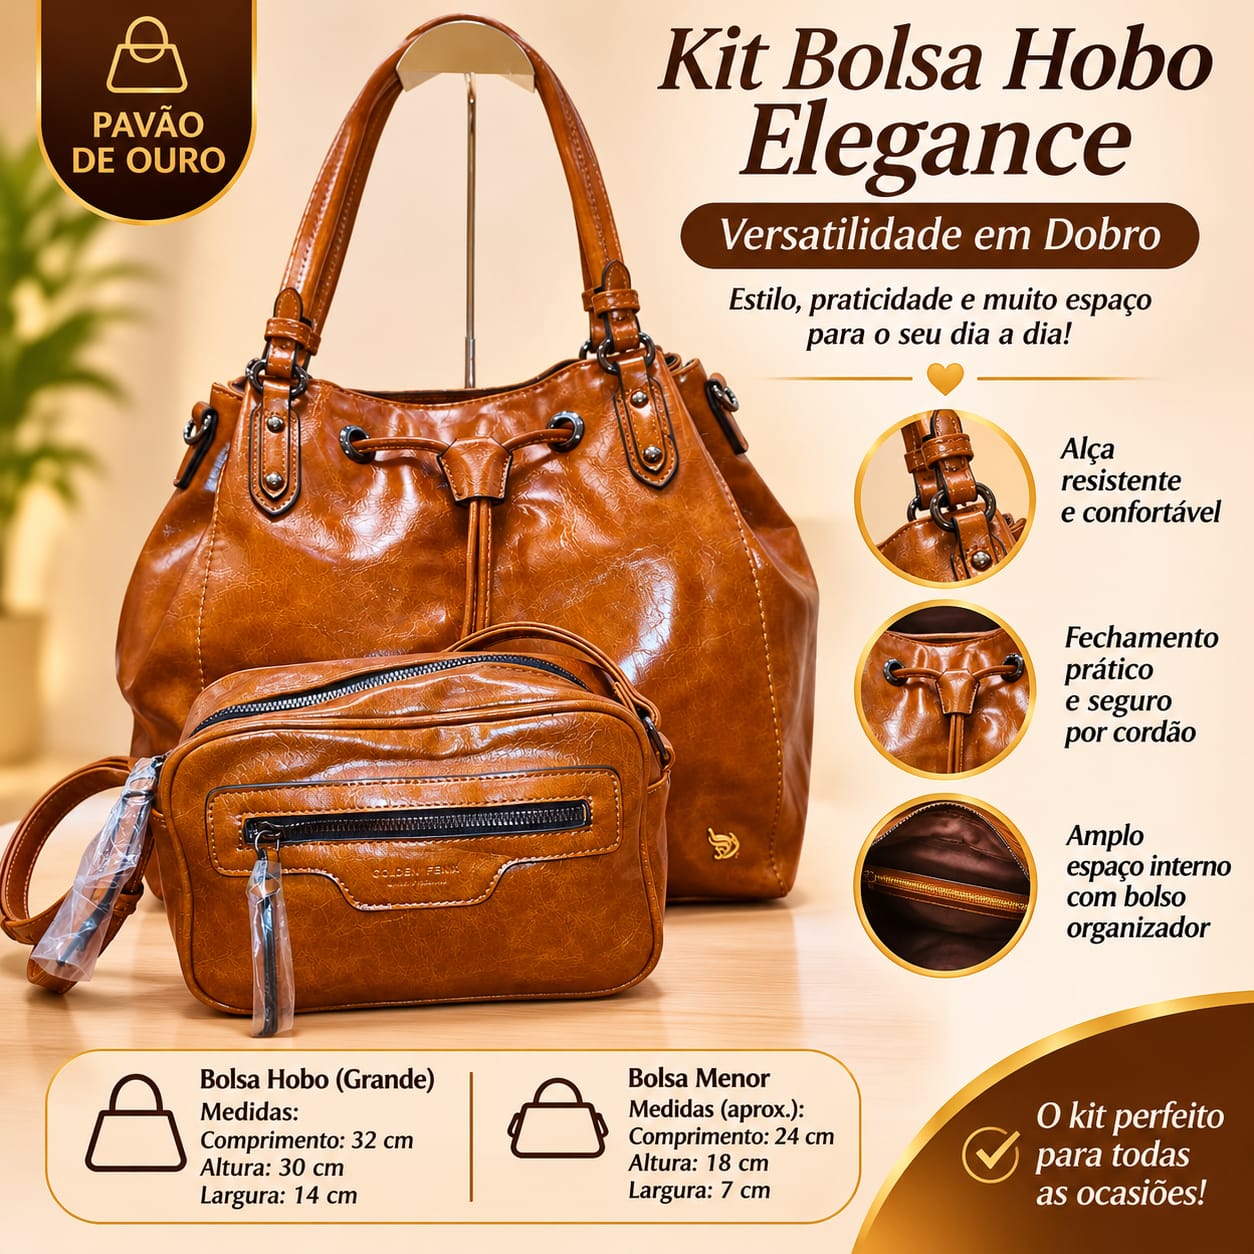 PAVÃO
DE OURO
Kit Bolsa Hobo
Elegance
Versatilidade em Dobro
Estilo, praticidade e muito espaço
para o seu dia a dia!
Alça
resistente
e confortável
Fechamento
prático
e seguro
por cordão
Amplo
espaço interno
com bolso
organizador
GOLDEN FENIX
Bolsa Hobo (Grande)
Medidas:
Comprimento: 32 cm
Altura: 30 cm
Largura: 14 cm
Bolsa Menor
Medidas (aprox.):
Comprimento: 24 cm
Altura: 18 cm
Largura: 7 cm
O kit perfeito
para todas
as ocasiões!